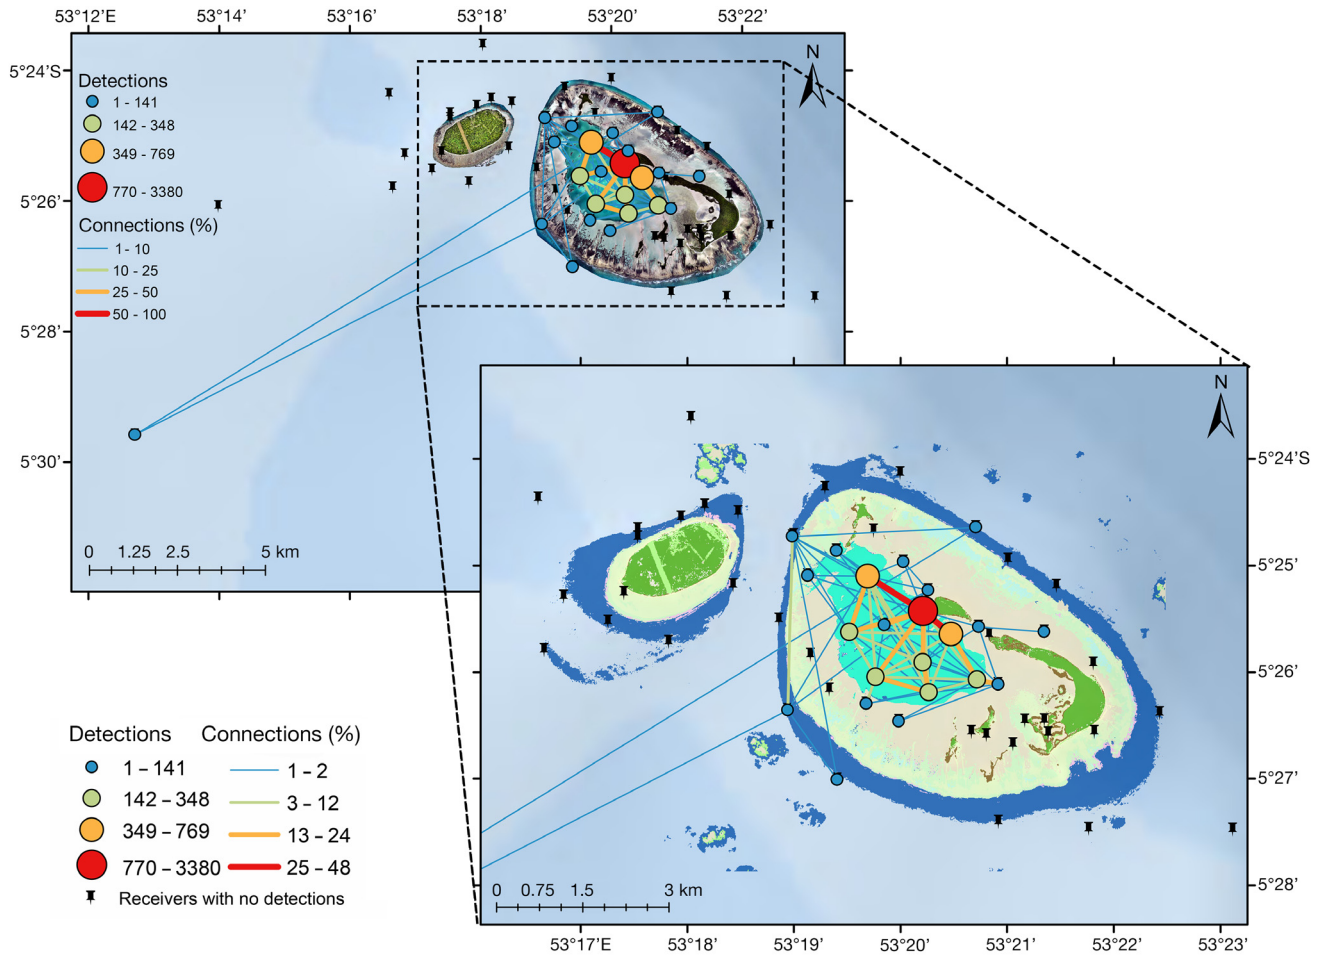 53°12'E 53°14' 53°16' 53°18' 53°20' 53°22'
5°24'S
5°26'
5°28'
5°30'
N
Detections
1 - 141
142 - 348
349 - 769
770 - 3380
Connections (%)
1 - 10
10 - 25
25 - 50
50 - 100
0 1.25 2.5 5 km
N
5°24'S
5°25'
5°26'
5°27'
5°28'
0 0.75 1.5 3 km
53°17'E 53°18' 53°19' 53°20' 53°21' 53°22' 53°23'
Detections Connections (%)
1 – 141 1 – 2
142 – 348 3 – 12
349 – 769 13 – 24
770 – 3380 25 – 48
Receivers with no detections